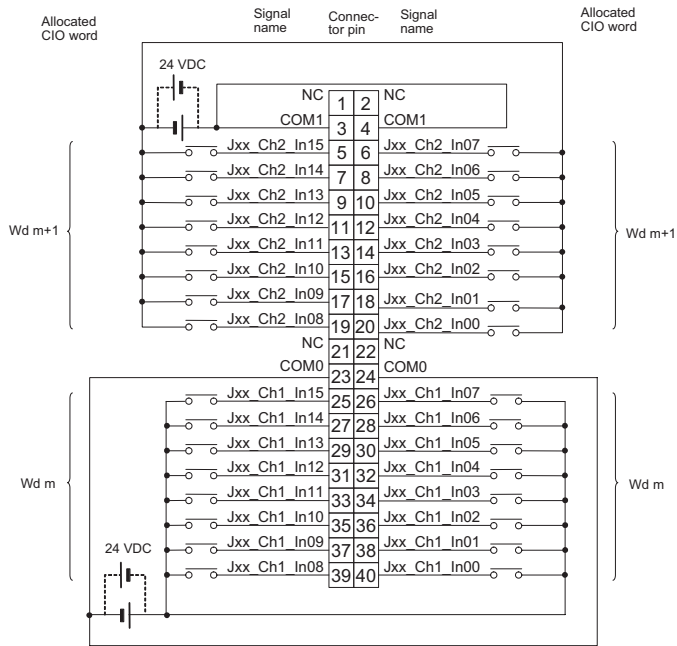 Allocated
CIO word
Signal
name
Connec-
tor pin
Signal
name
Allocated
CIO word
24 VDC
NC 1 2 NC
COM1 3 4 COM1
Jxx_Ch2_In15 5 6 Jxx_Ch2_In07
Jxx_Ch2_In14 7 8 Jxx_Ch2_In06
Jxx_Ch2_In13 9 10 Jxx_Ch2_In05
Jxx_Ch2_In12 11 12 Jxx_Ch2_In04
Wd m+1
Wd m+1
Jxx_Ch2_In11 13 14 Jxx_Ch2_In03
Jxx_Ch2_In10 15 16 Jxx_Ch2_In02
Jxx_Ch2_In09 17 18 Jxx_Ch2_In01
Jxx_Ch2_In08 19 20 Jxx_Ch2_In00
NC 21 22 NC
COM0 23 24 COM0
Jxx_Ch1_In15 25 26 Jxx_Ch1_In07
Jxx_Ch1_In14 27 28 Jxx_Ch1_In06
Jxx_Ch1_In13 29 30 Jxx_Ch1_In05
Jxx_Ch1_In12 31 32 Jxx_Ch1_In04
Wd m
Wd m
Jxx_Ch1_In11 33 34 Jxx_Ch1_In03
Jxx_Ch1_In10 35 36 Jxx_Ch1_In02
Jxx_Ch1_In09 37 38 Jxx_Ch1_In01
24 VDC
Jxx_Ch1_In08 39 40 Jxx_Ch1_In00